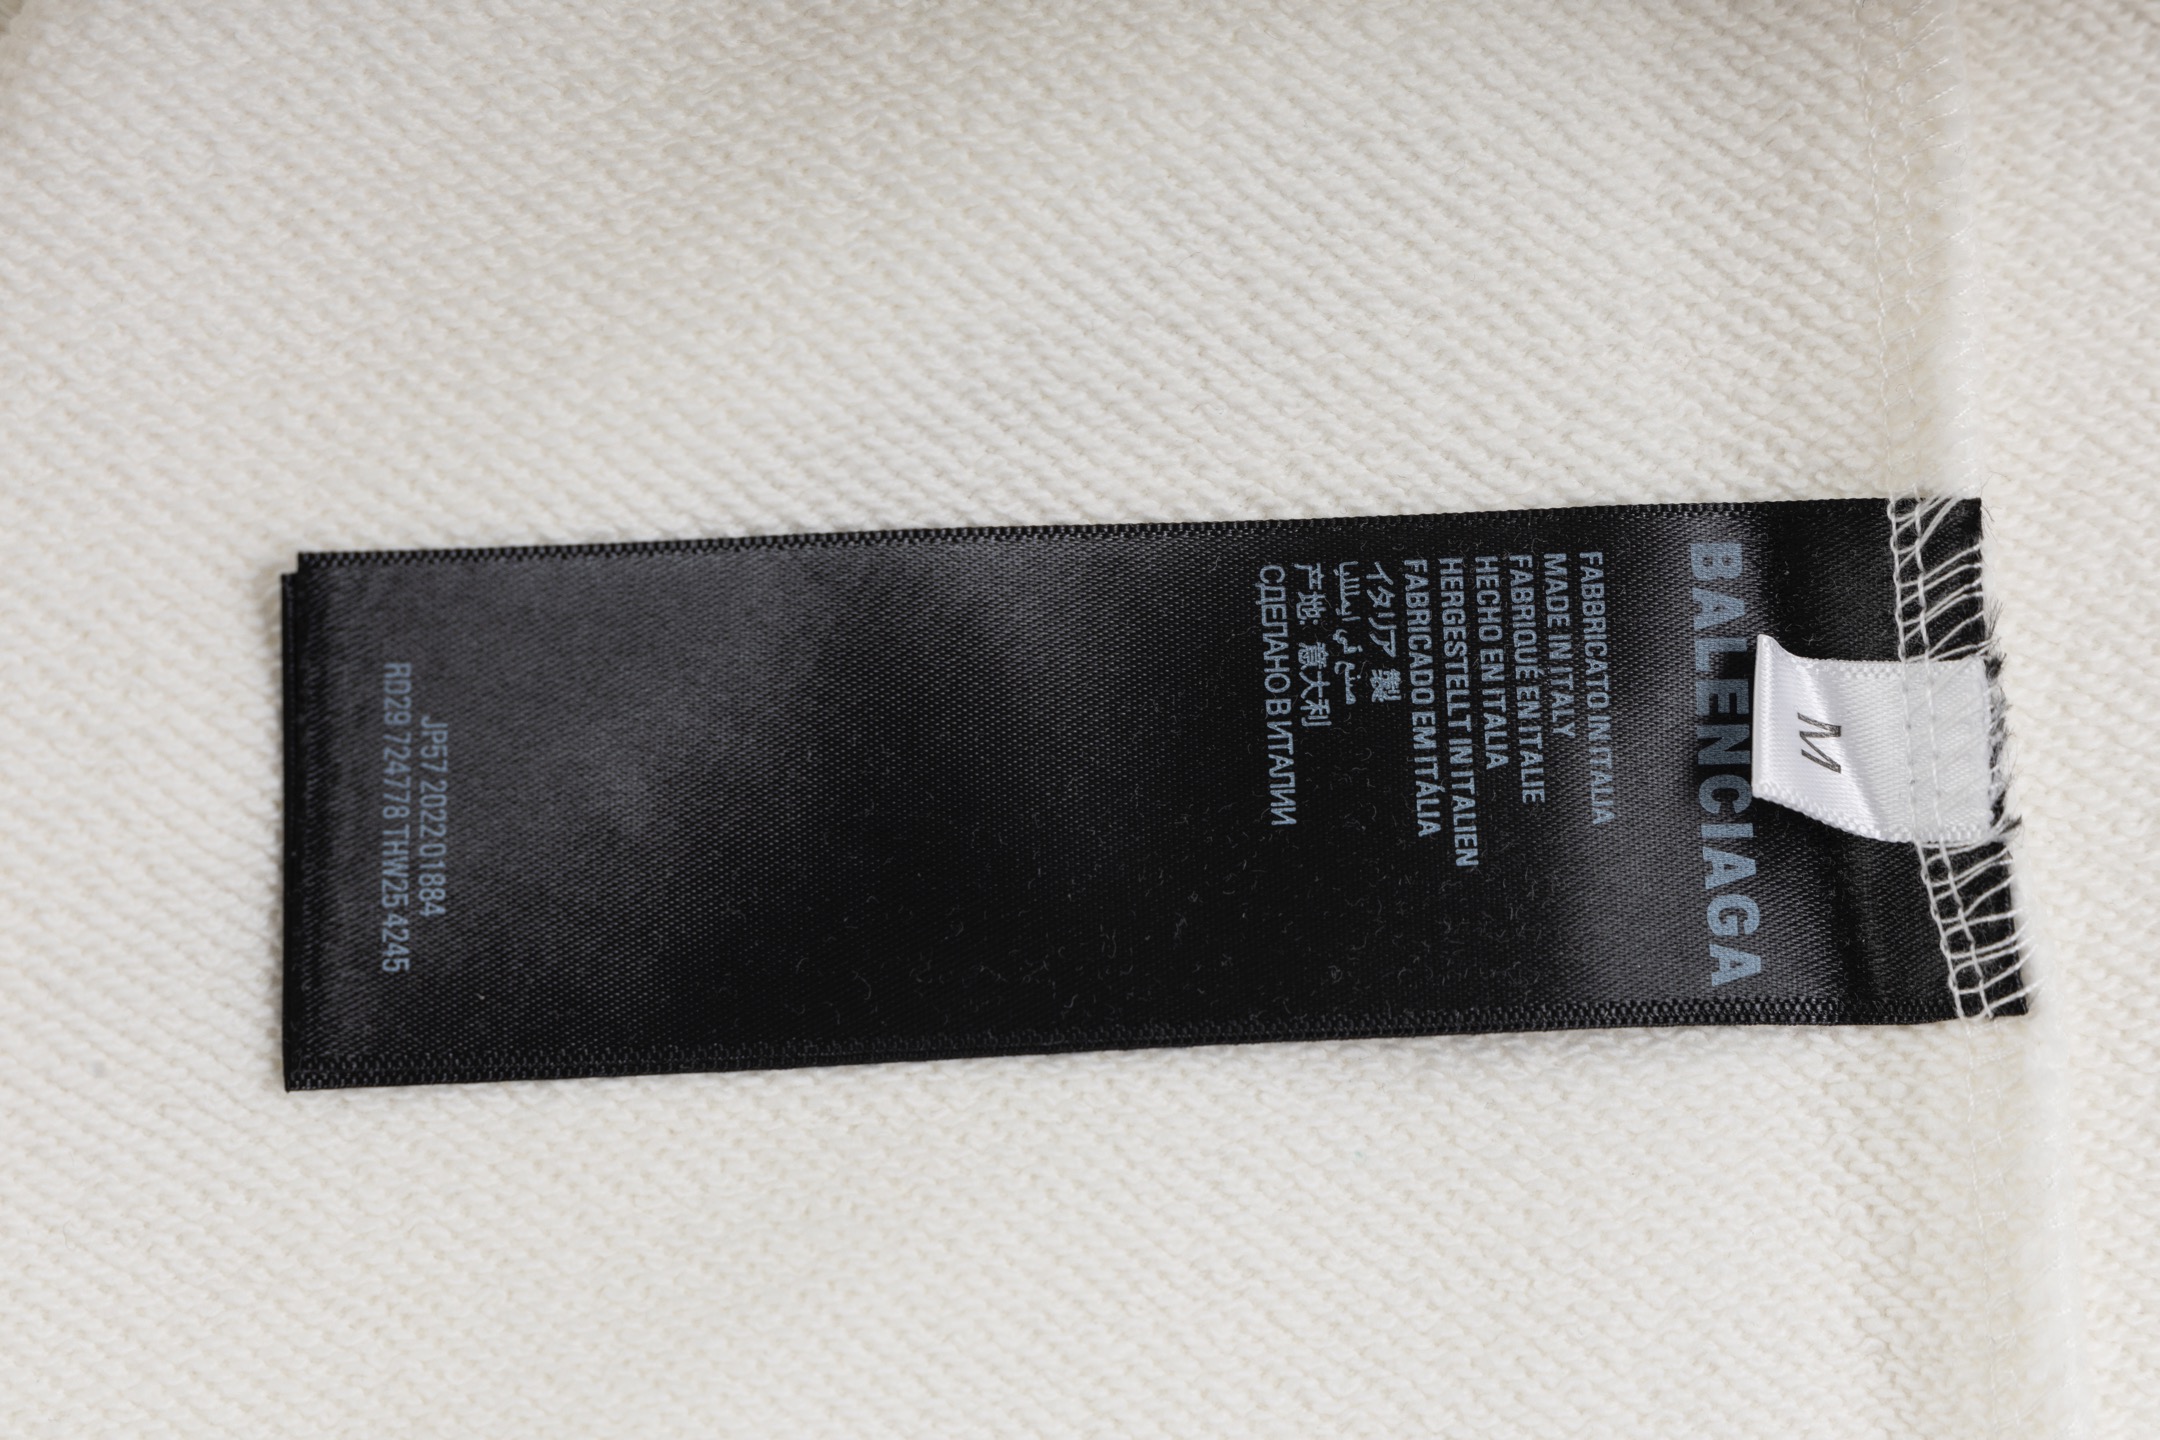 M
BALENCIAGA
FABBRICATO IN ITALIA
MADE IN ITALY
FABRIQUÉ EN ITALIE
HECHO EN ITALIA
HERGESTELLT IN ITALIEN
FABRICADO EM ITÁLIA
イタリア 製
صنع في ايطاليا
产地: 意大利
СДЕЛАНО В ИТАЛИИ
JP57 202201884
RD29 724778 THW25 4245